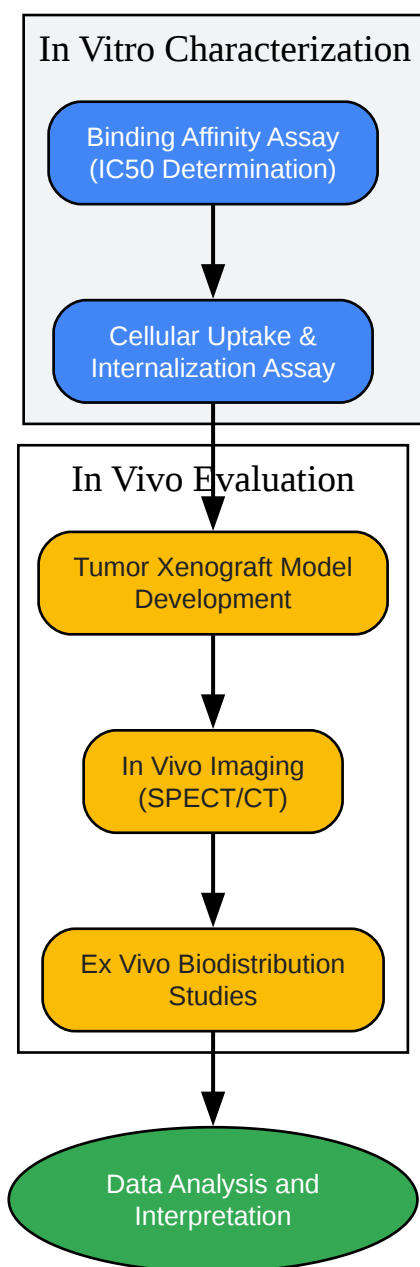 In Vitro Characterization
Binding Affinity Assay
(IC50 Determination)
Cellular Uptake &
Internalization Assay
In Vivo Evaluation
Tumor Xenograft Model
Development
In Vivo Imaging
(SPECT/CT)
Ex Vivo Biodistribution
Studies
Data Analysis and
Interpretation